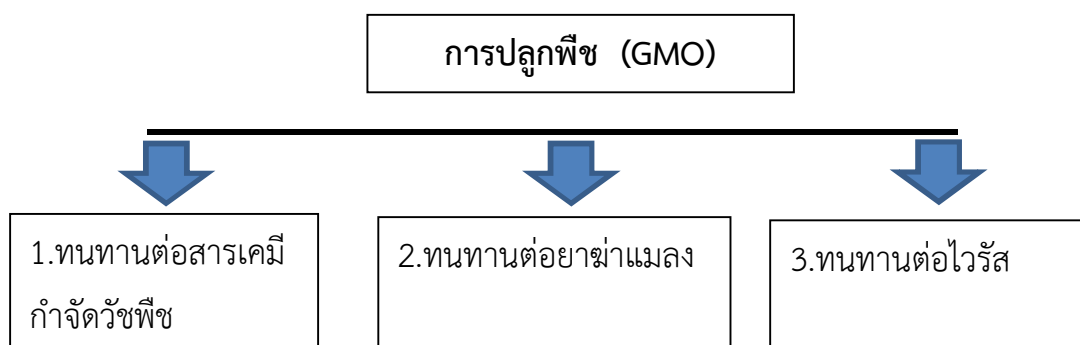 การปลูกพืช (GMO)
1.ทนทานต่อสารเคมี
กำจัดวัชพืช
2.ทนทานต่อยาฆ่าแมลง
3.ทนทานต่อไวรัส